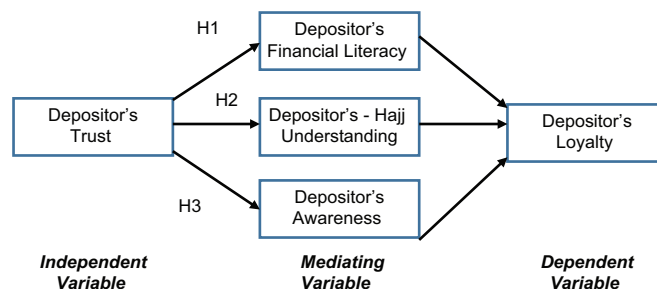 H1
Depositor's
Financial Literacy
H2
Depositor's
Trust
Depositor's - Hajj
Understanding
Depositor's
Loyalty
H3
Depositor's
Awareness
Independent
Variable
Mediating
Variable
Dependent
Variable